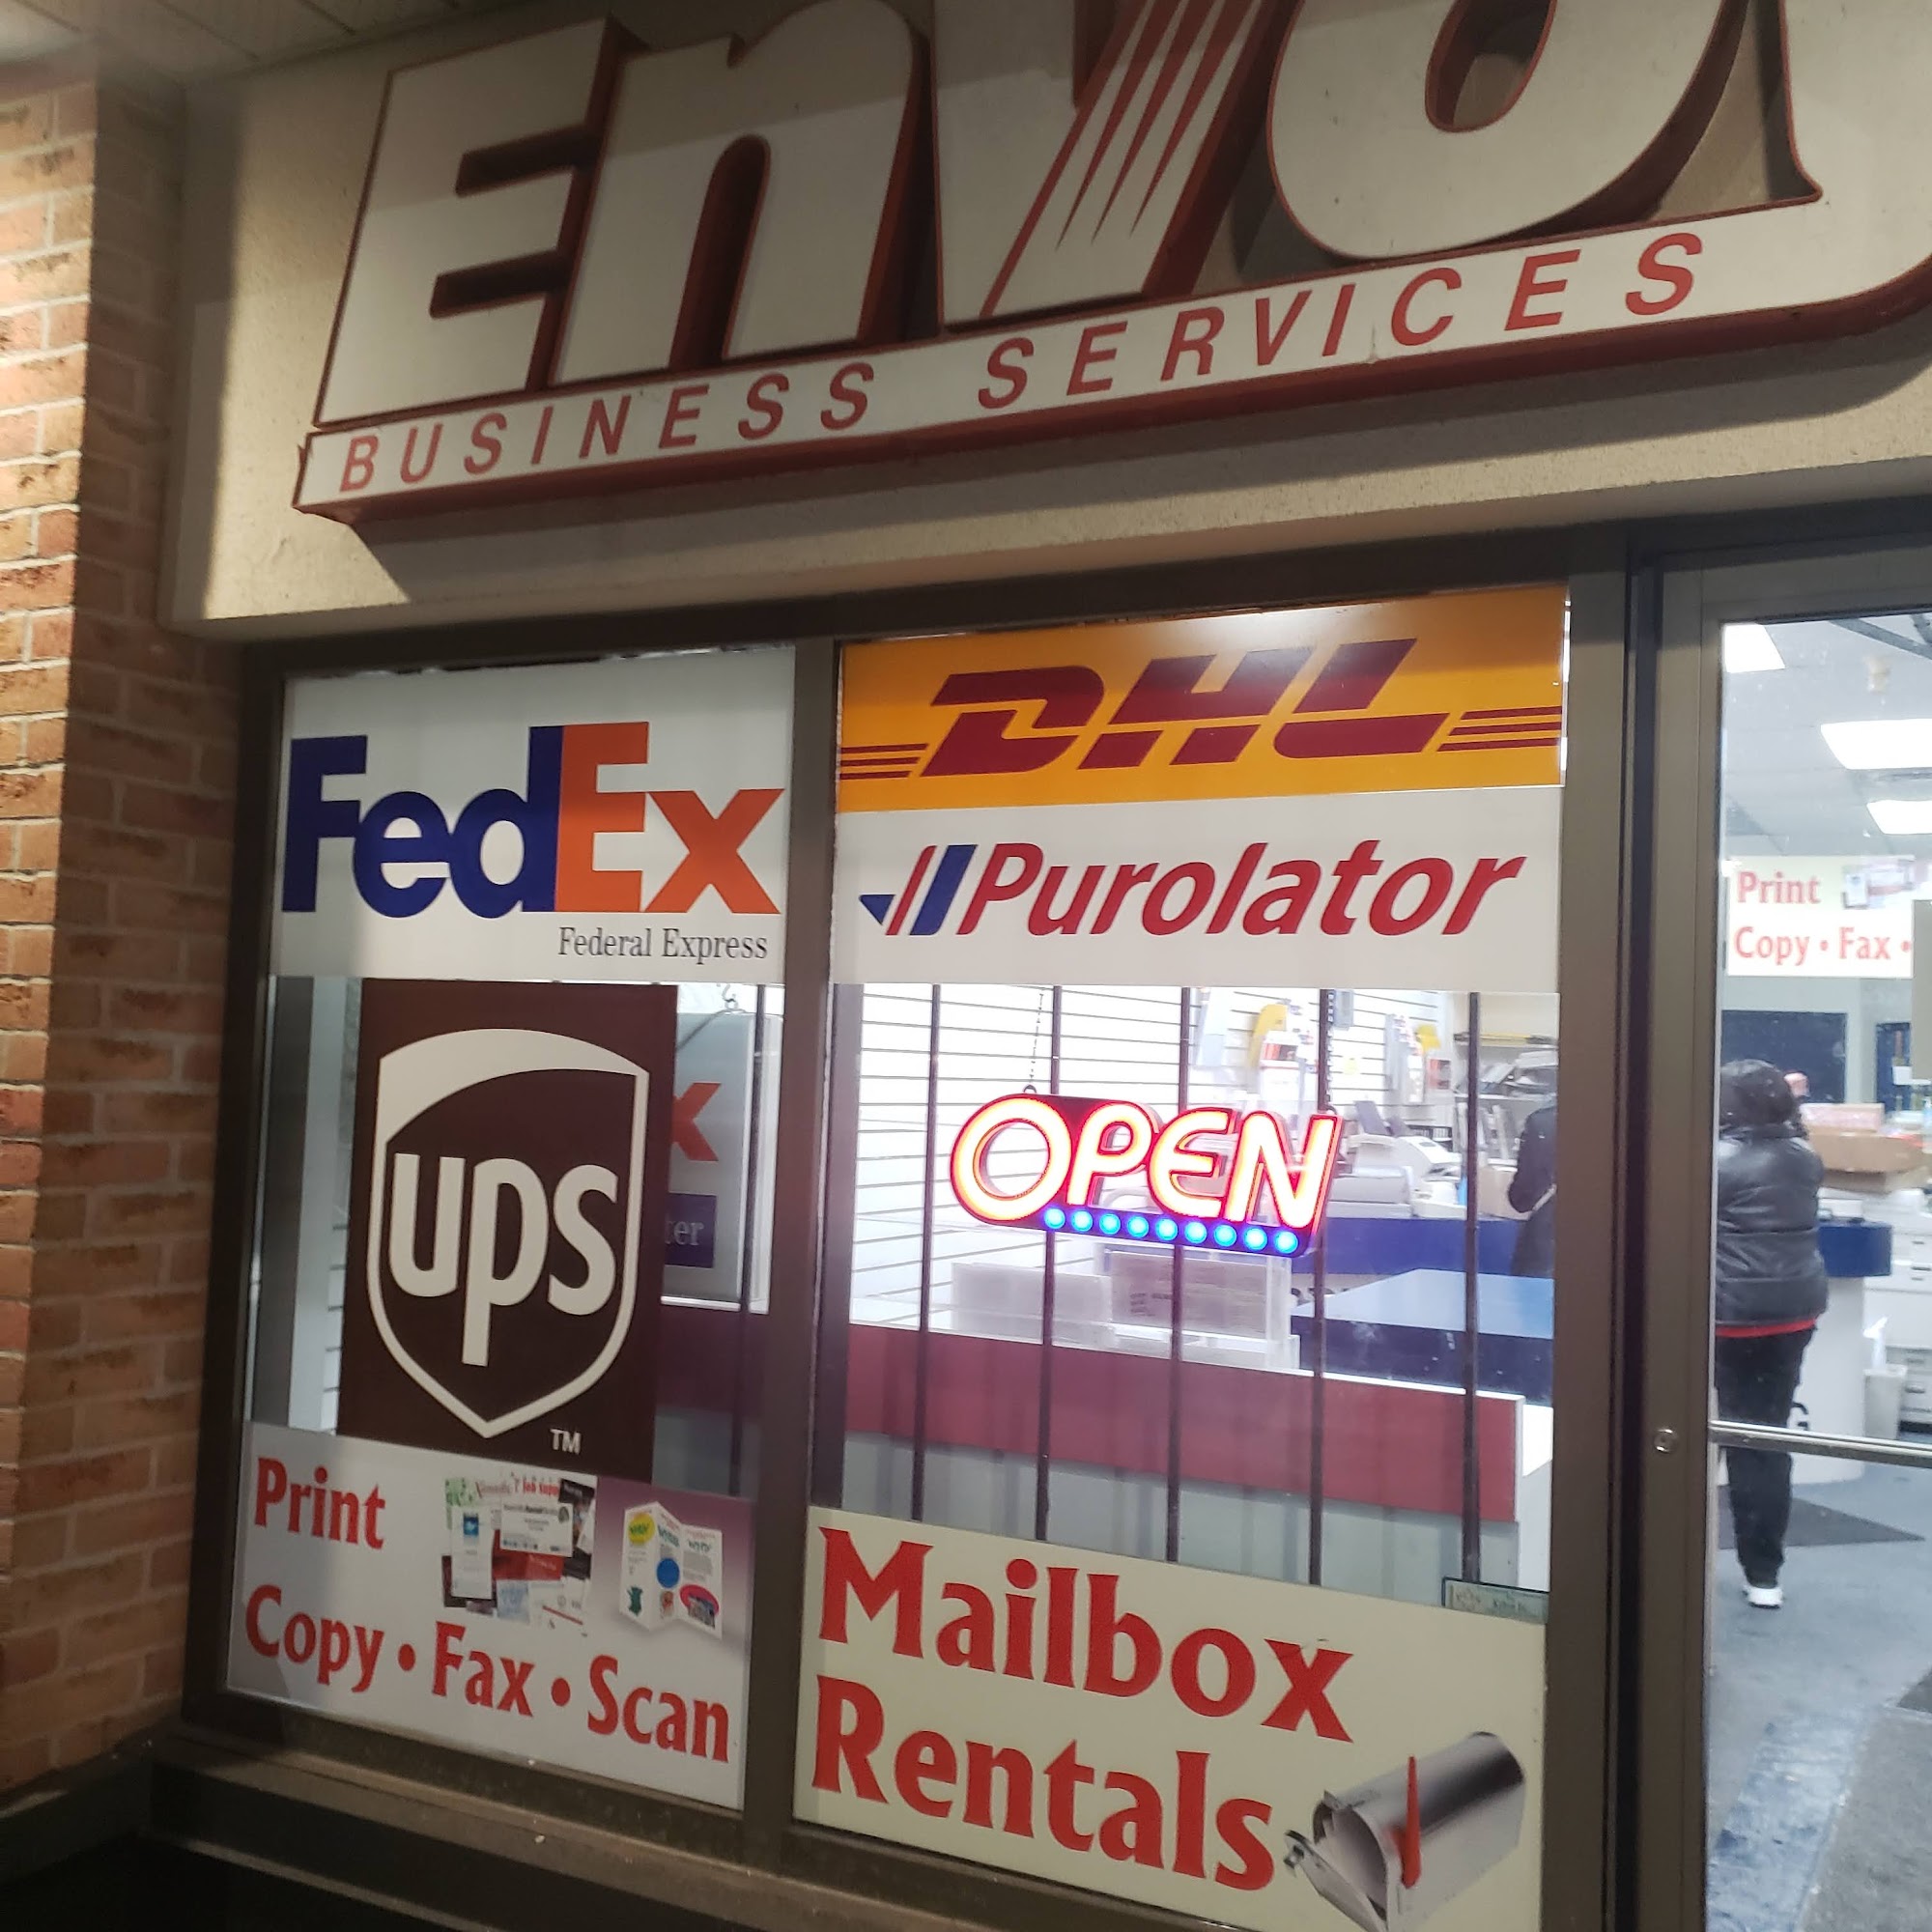 Envo
BUSINESS SERVICES
FedEx
Federal Express
DHL
Purolator
Print
Copy • Fax •
x
ter
ups
TM
OPEN
G
Print
Copy • Fax • Scan
Mailbox
Rentals